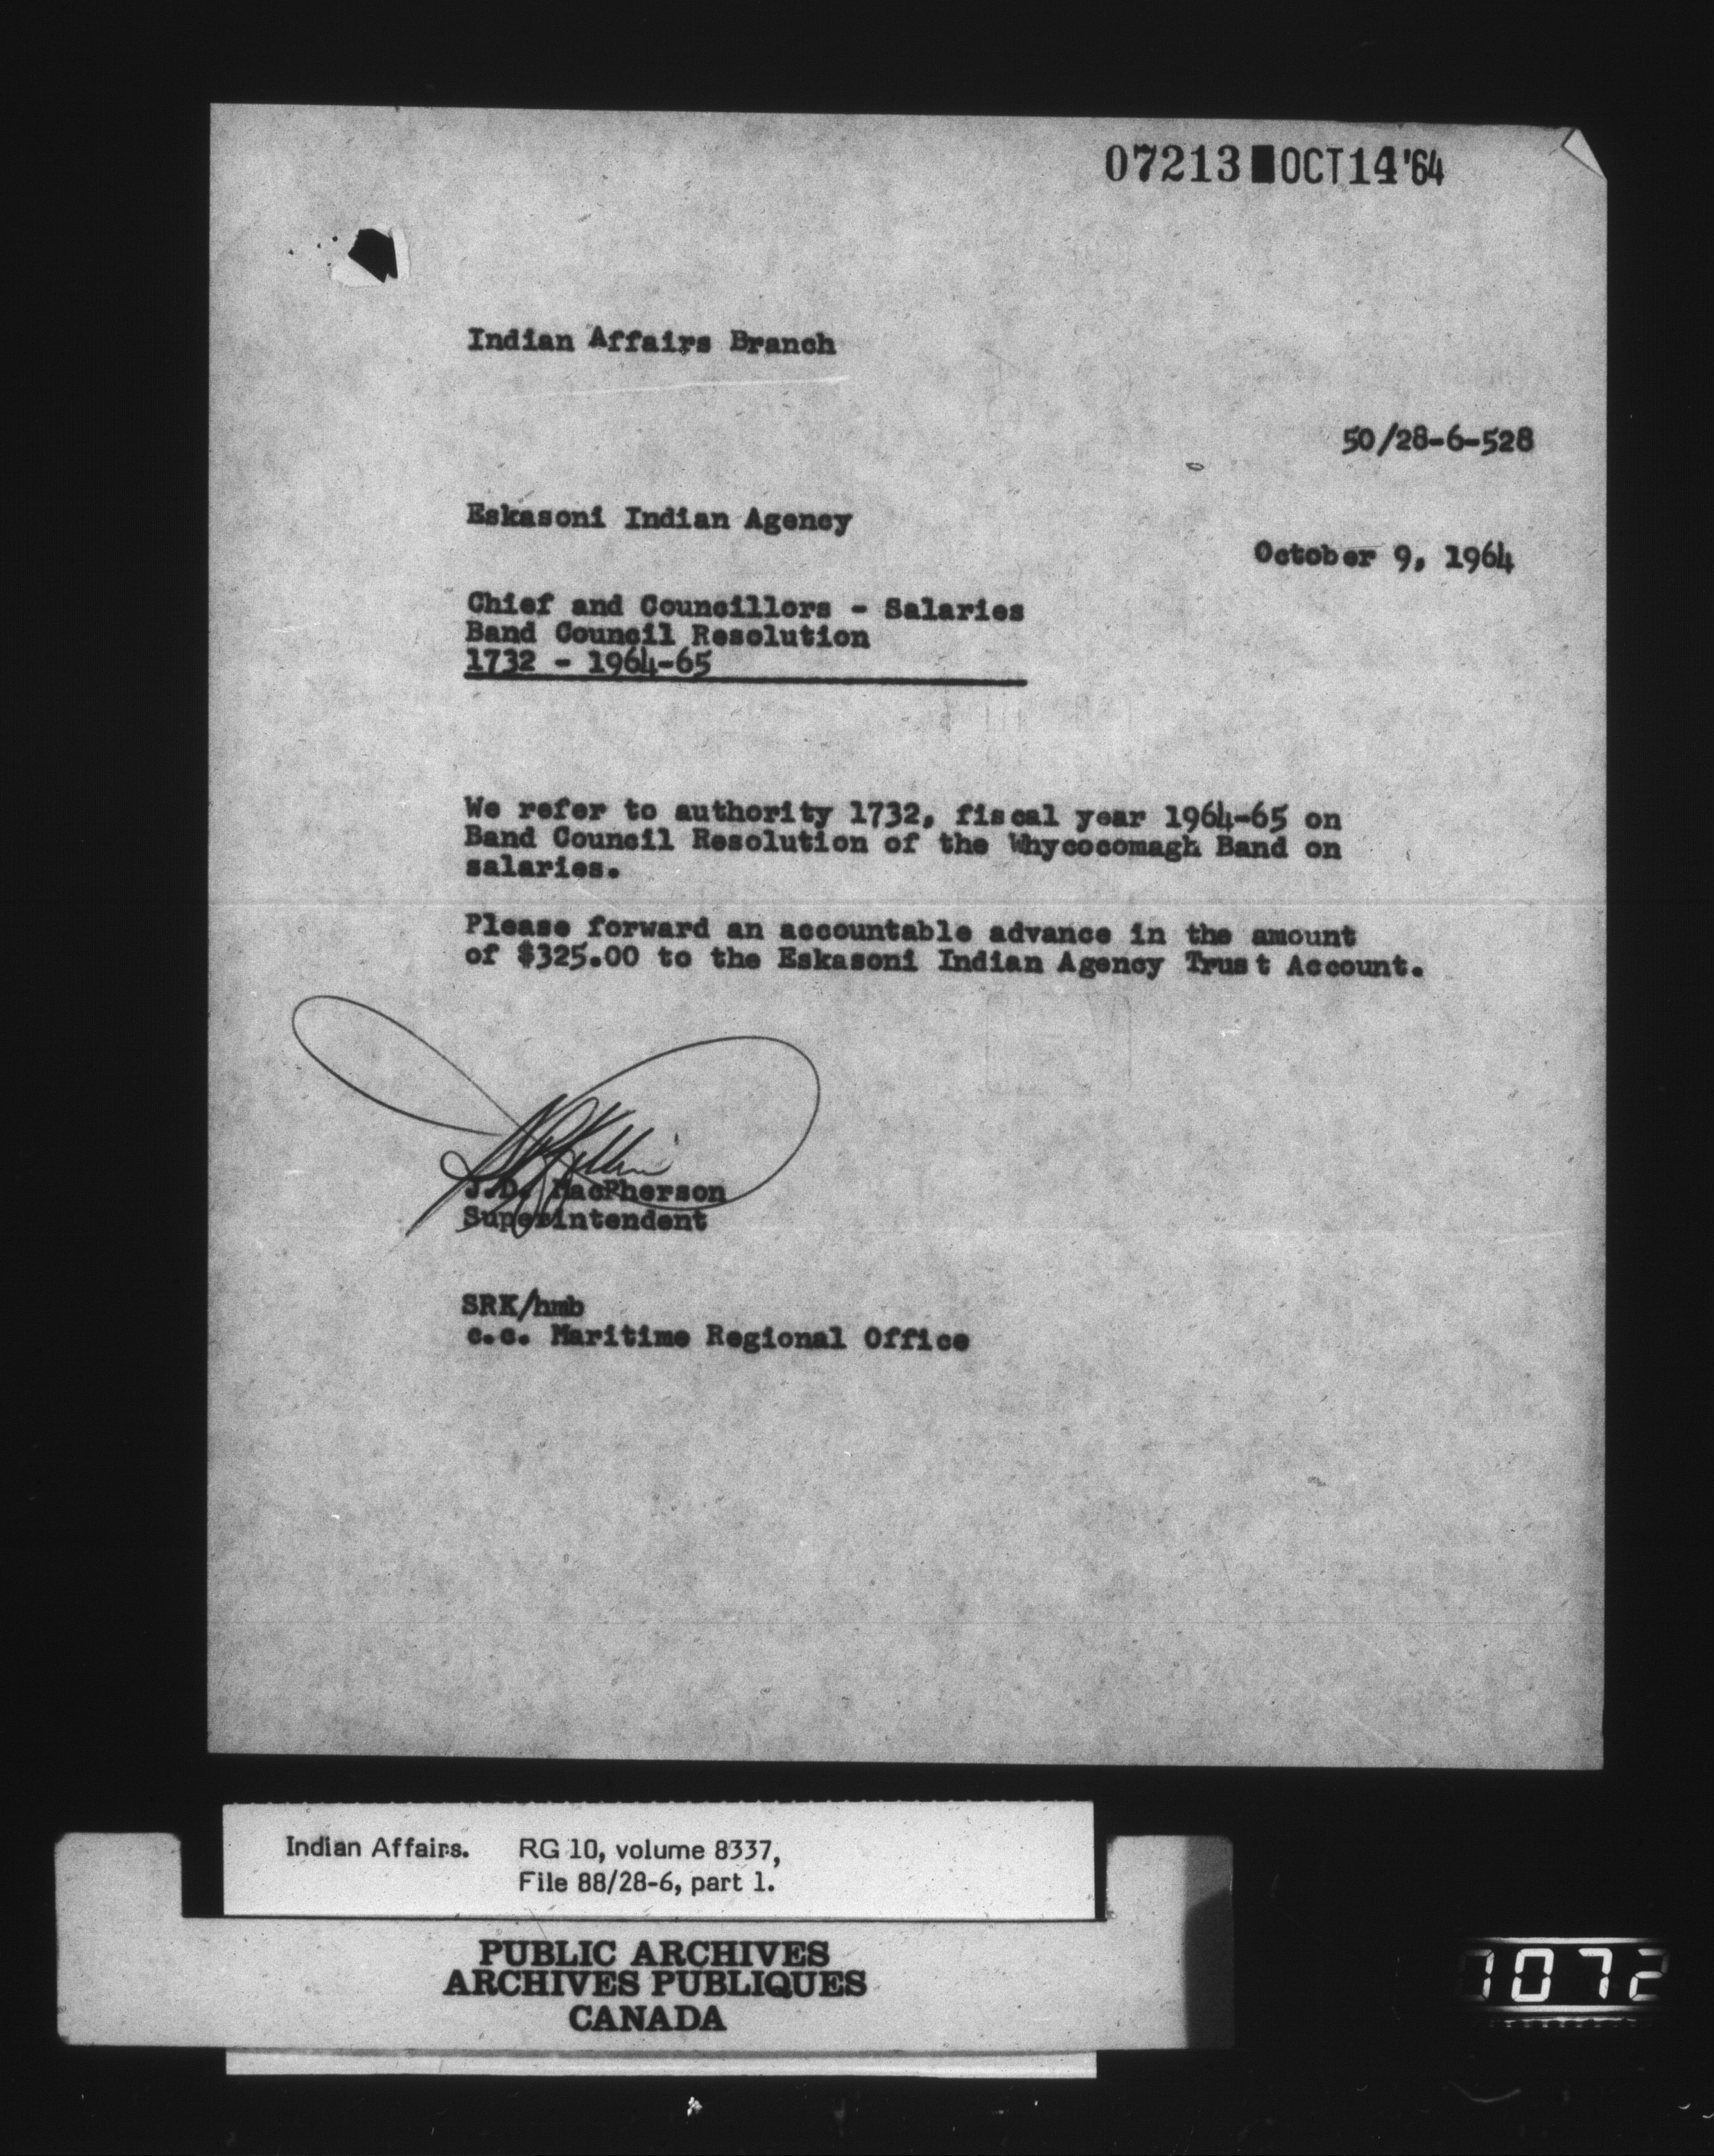 07213 OCT 14 '64
Indian Affairs Branch
50/28-6-528
Eskasoni Indian Agency
October 9, 1964
Chief and Councillors - Salaries
Band Council Resolution
1732 - 1964-65
We refer to authority 1732, fiscal year 1964-65 on
Band Council Resolution of the Whycocomagh Band on
salaries.
Please forward an accountable advance in the amount
of $325.00 to the Eskasoni Indian Agency Trust Account.
J.D. MacPherson
Superintendent
SRK/hmb
c.c. Maritime Regional Office
Indian Affairs. RG 10, volume 8337,
File 88/28-6, part 1.
PUBLIC ARCHIVES
ARCHIVES PUBLIQUES
CANADA
1072